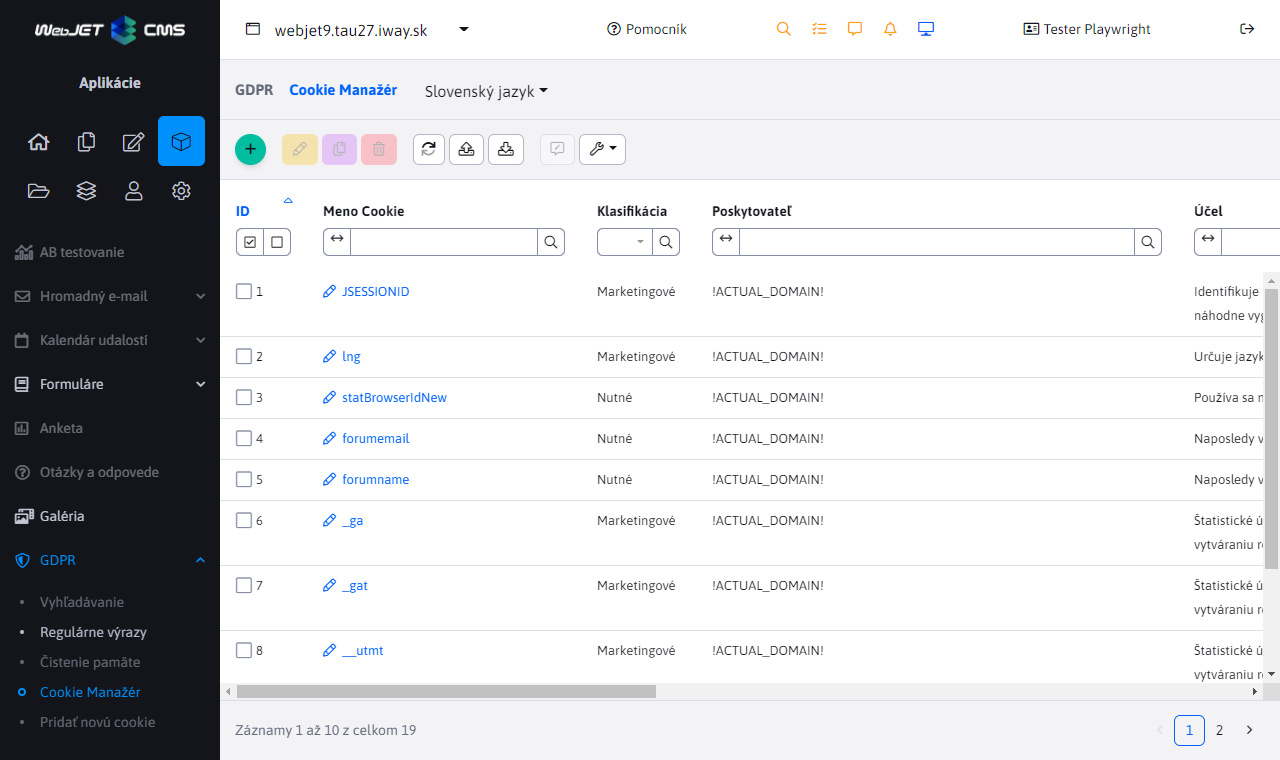 WebJET CMS
Aplikácie
AB testovanie
Hromadný e-mail
Kalendár udalostí
Formuláre
Anketa
Otázky a odpovede
Galéria
GDPR
Vyhľadávanie
Regulárne výrazy
Čistenie pamäte
Cookie Manažér
Pridať novú cookie
webjet9.tau27.iway.sk
Pomocník
Tester Playwright
GDPR Cookie Manažér Slovenský jazyk
ID Meno Cookie Klasifikácia Poskytovateľ Účel
1 JSESSIONID Marketingové !ACTUAL_DOMAIN! Identifikuje
náhodne vyg
2 lng Marketingové !ACTUAL_DOMAIN! Určuje jazyk
3 statBrowserIdNew Nutné !ACTUAL_DOMAIN! Používa sa n
4 forumemail Nutné !ACTUAL_DOMAIN! Naposledy v
5 forumname Nutné !ACTUAL_DOMAIN! Naposledy v
6 _ga Marketingové !ACTUAL_DOMAIN! Štatistické ú
vytváraniu re
7 _gat Marketingové !ACTUAL_DOMAIN! Štatistické ú
vytváraniu re
8 __utmt Marketingové !ACTUAL_DOMAIN! Štatistické ú
vytváraniu re
Záznamy 1 až 10 z celkom 19
1 2